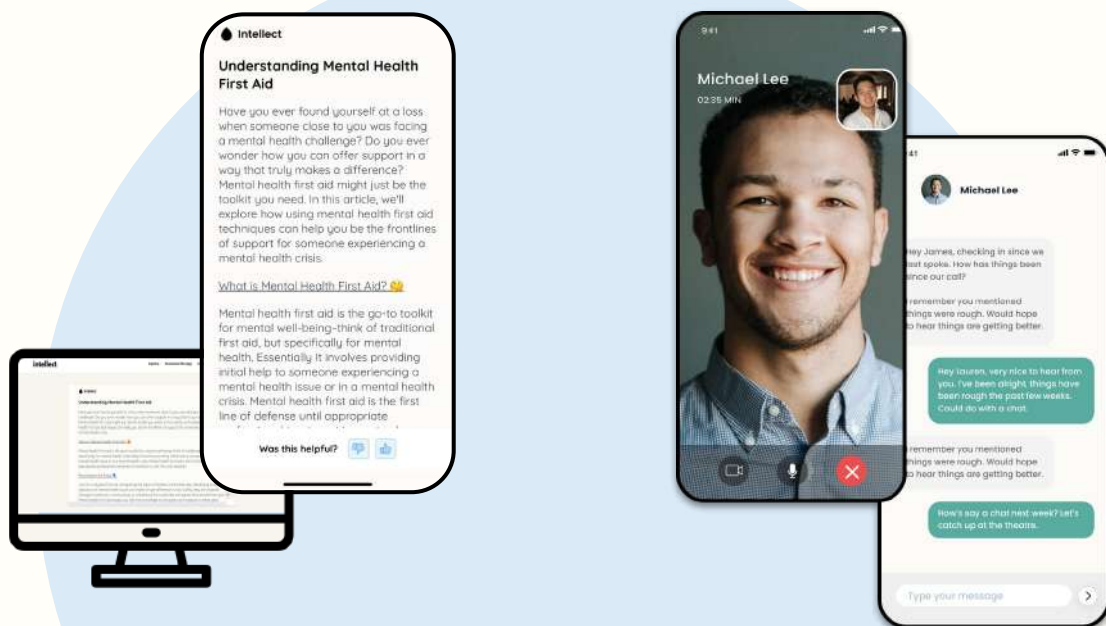 Intellect
Understanding Mental Health
First Aid
Have you ever found yourself at a loss
when someone close to you was facing
a mental health challenge? Do you ever
wonder how you can offer support in a
way that truly makes a difference?
Mental health first aid might just be the
toolkit you need. In this article, we'll
explore how using mental health first aid
techniques can help you be the frontlines
of support for someone experiencing a
mental health crisis.
What is Mental Health First Aid?
Mental health first aid is the go-to toolkit
for mental well-being-think of traditional
first aid, but specifically for mental
health. Essentially it involves providing
initial help to someone experiencing a
mental health issue or in a mental health
crisis. Mental health first aid is the first
line of defense until appropriate
Was this helpful?
intellect
Understanding Mental Health First Aid
9:41
Michael Lee
02:35 MIN
:41
Michael Lee
Hey James, checking in since we
last spoke. How has things been
since our call?
I remember you mentioned
things were rough. Would hope
to hear things are getting better.
Hey Lauren, very nice to hear from
you. I've been alright, things have
been rough the past few weeks.
Could do with a chat.
I remember you mentioned
things were rough. Would hope
to hear things are getting better.
How's say a chat next week? Let's
catch up at the theatre.
Type your message